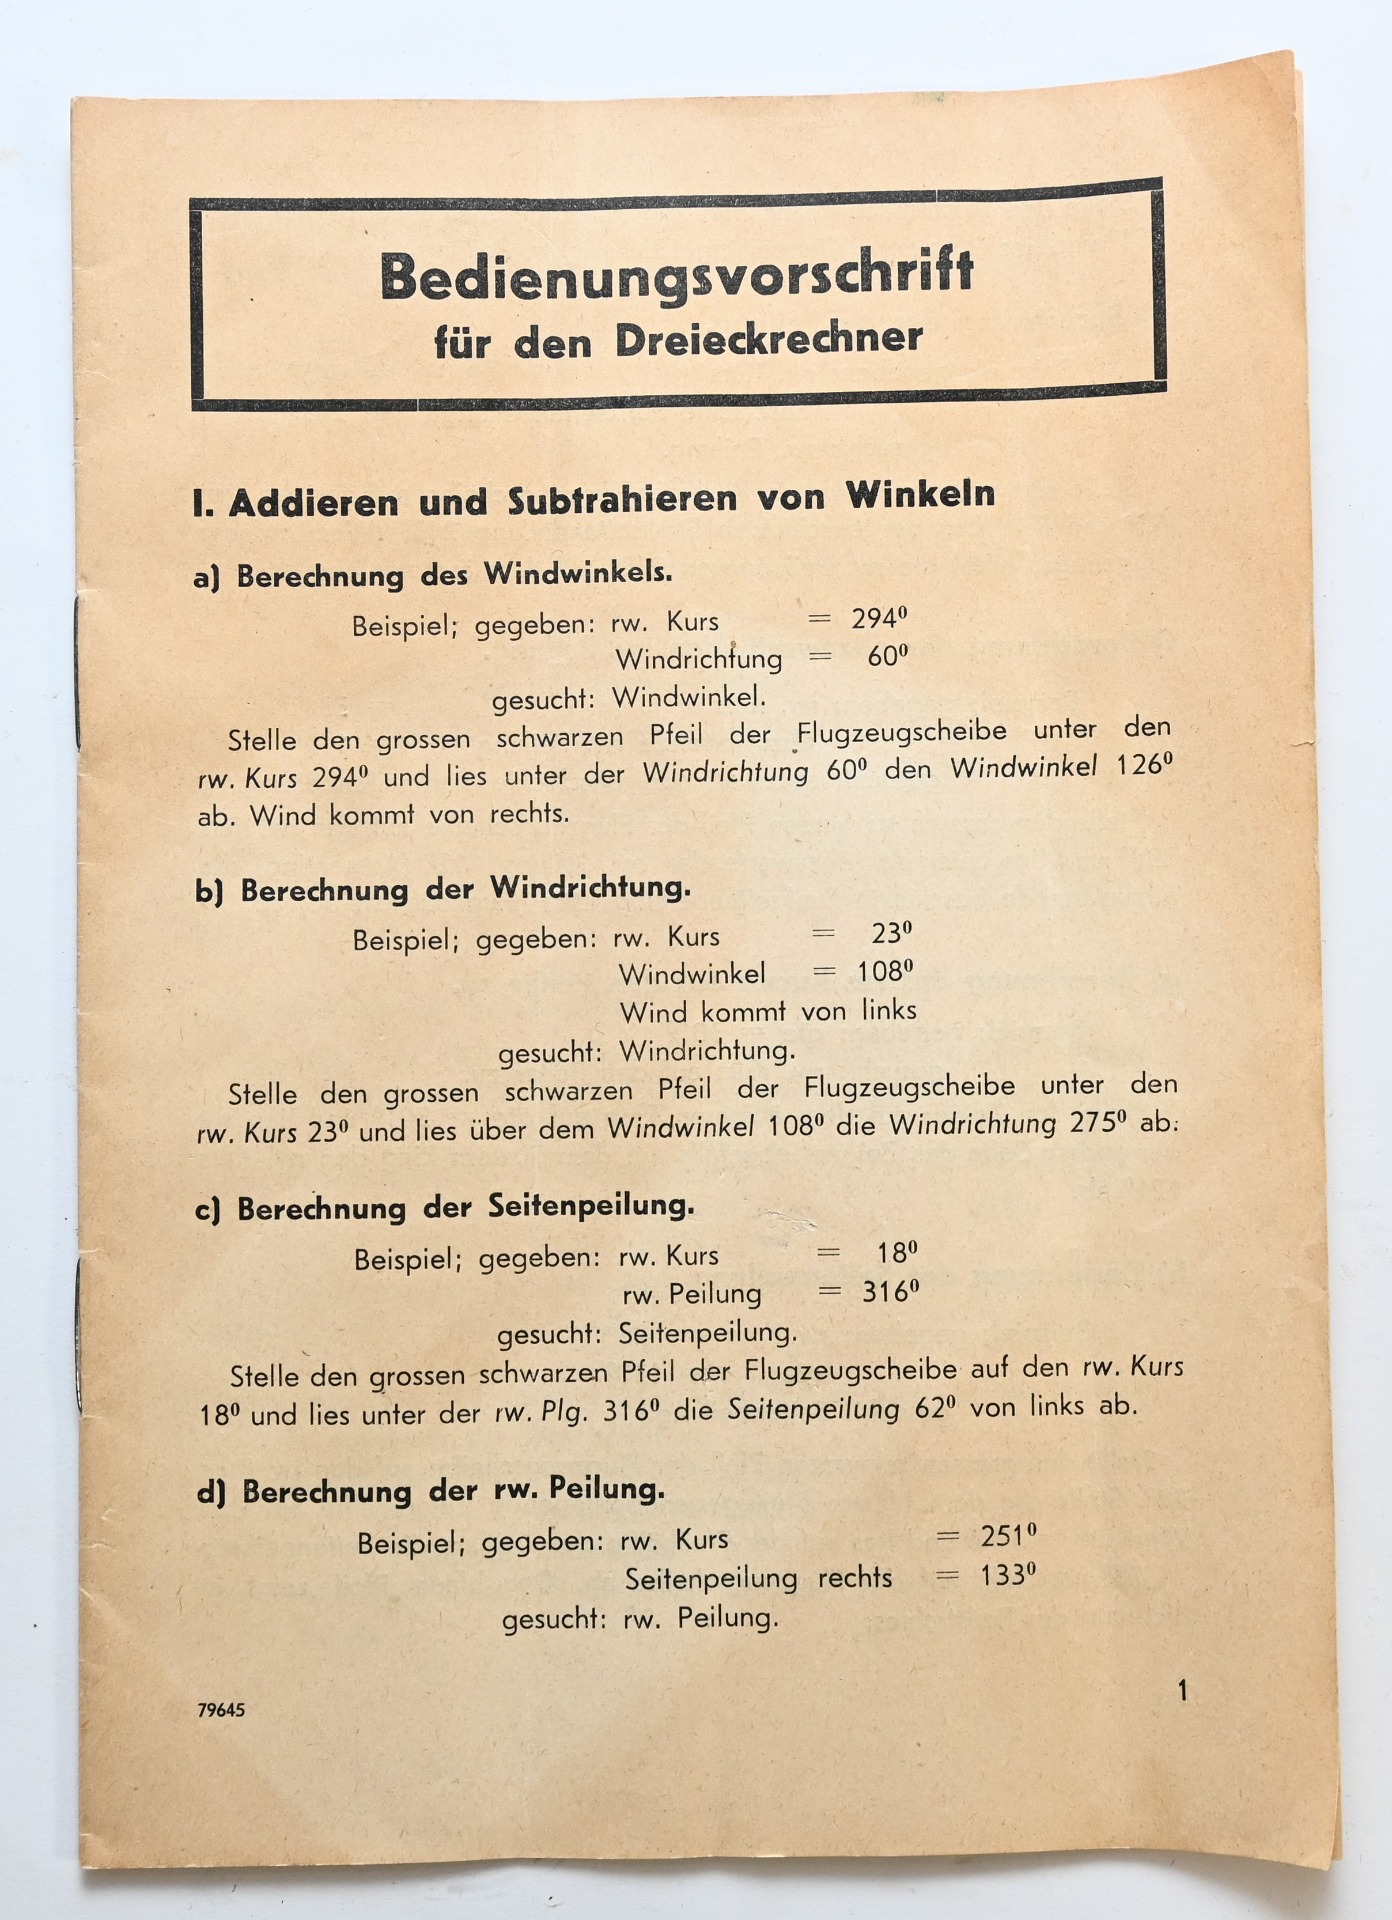 Bedienungsvorschrift
für den Dreieckrechner
I. Addieren und Subtrahieren von Winkeln
a) Berechnung des Windwinkels.
Beispiel; gegeben: rw. Kurs = 294⁰
Windrichtung = 60⁰
gesucht: Windwinkel.
Stelle den grossen schwarzen Pfeil der Flugzeugscheibe unter den
rw. Kurs 294⁰ und lies unter der Windrichtung 60⁰ den Windwinkel 126⁰
ab. Wind kommt von rechts.
b) Berechnung der Windrichtung.
Beispiel; gegeben: rw. Kurs = 23⁰
Windwinkel = 108⁰
Wind kommt von links
gesucht: Windrichtung.
Stelle den grossen schwarzen Pfeil der Flugzeugscheibe unter den
rw. Kurs 23⁰ und lies über dem Windwinkel 108⁰ die Windrichtung 275⁰ ab.
c) Berechnung der Seitenpeilung.
Beispiel; gegeben: rw. Kurs = 18⁰
rw. Peilung = 316⁰
gesucht: Seitenpeilung.
Stelle den grossen schwarzen Pfeil der Flugzeugscheibe auf den rw. Kurs
18⁰ und lies unter der rw. Plg. 316⁰ die Seitenpeilung 62⁰ von links ab.
d) Berechnung der rw. Peilung.
Beispiel; gegeben: rw. Kurs = 251⁰
Seitenpeilung rechts = 133⁰
gesucht: rw. Peilung.
79645
1